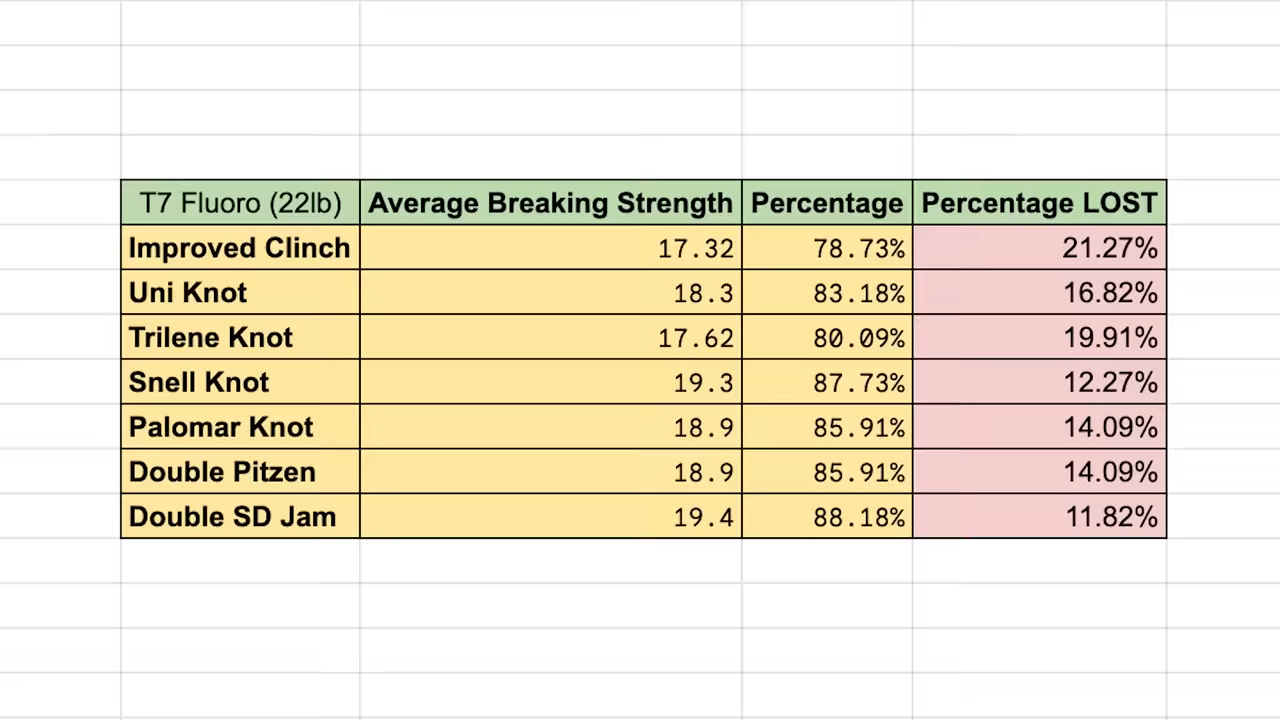 T7 Fluoro (22lb) Average Breaking Strength Percentage Percentage LOST
Improved Clinch 17.32 78.73% 21.27%
Uni Knot 18.3 83.18% 16.82%
Trilene Knot 17.62 80.09% 19.91%
Snell Knot 19.3 87.73% 12.27%
Palomar Knot 18.9 85.91% 14.09%
Double Pitzen 18.9 85.91% 14.09%
Double SD Jam 19.4 88.18% 11.82%